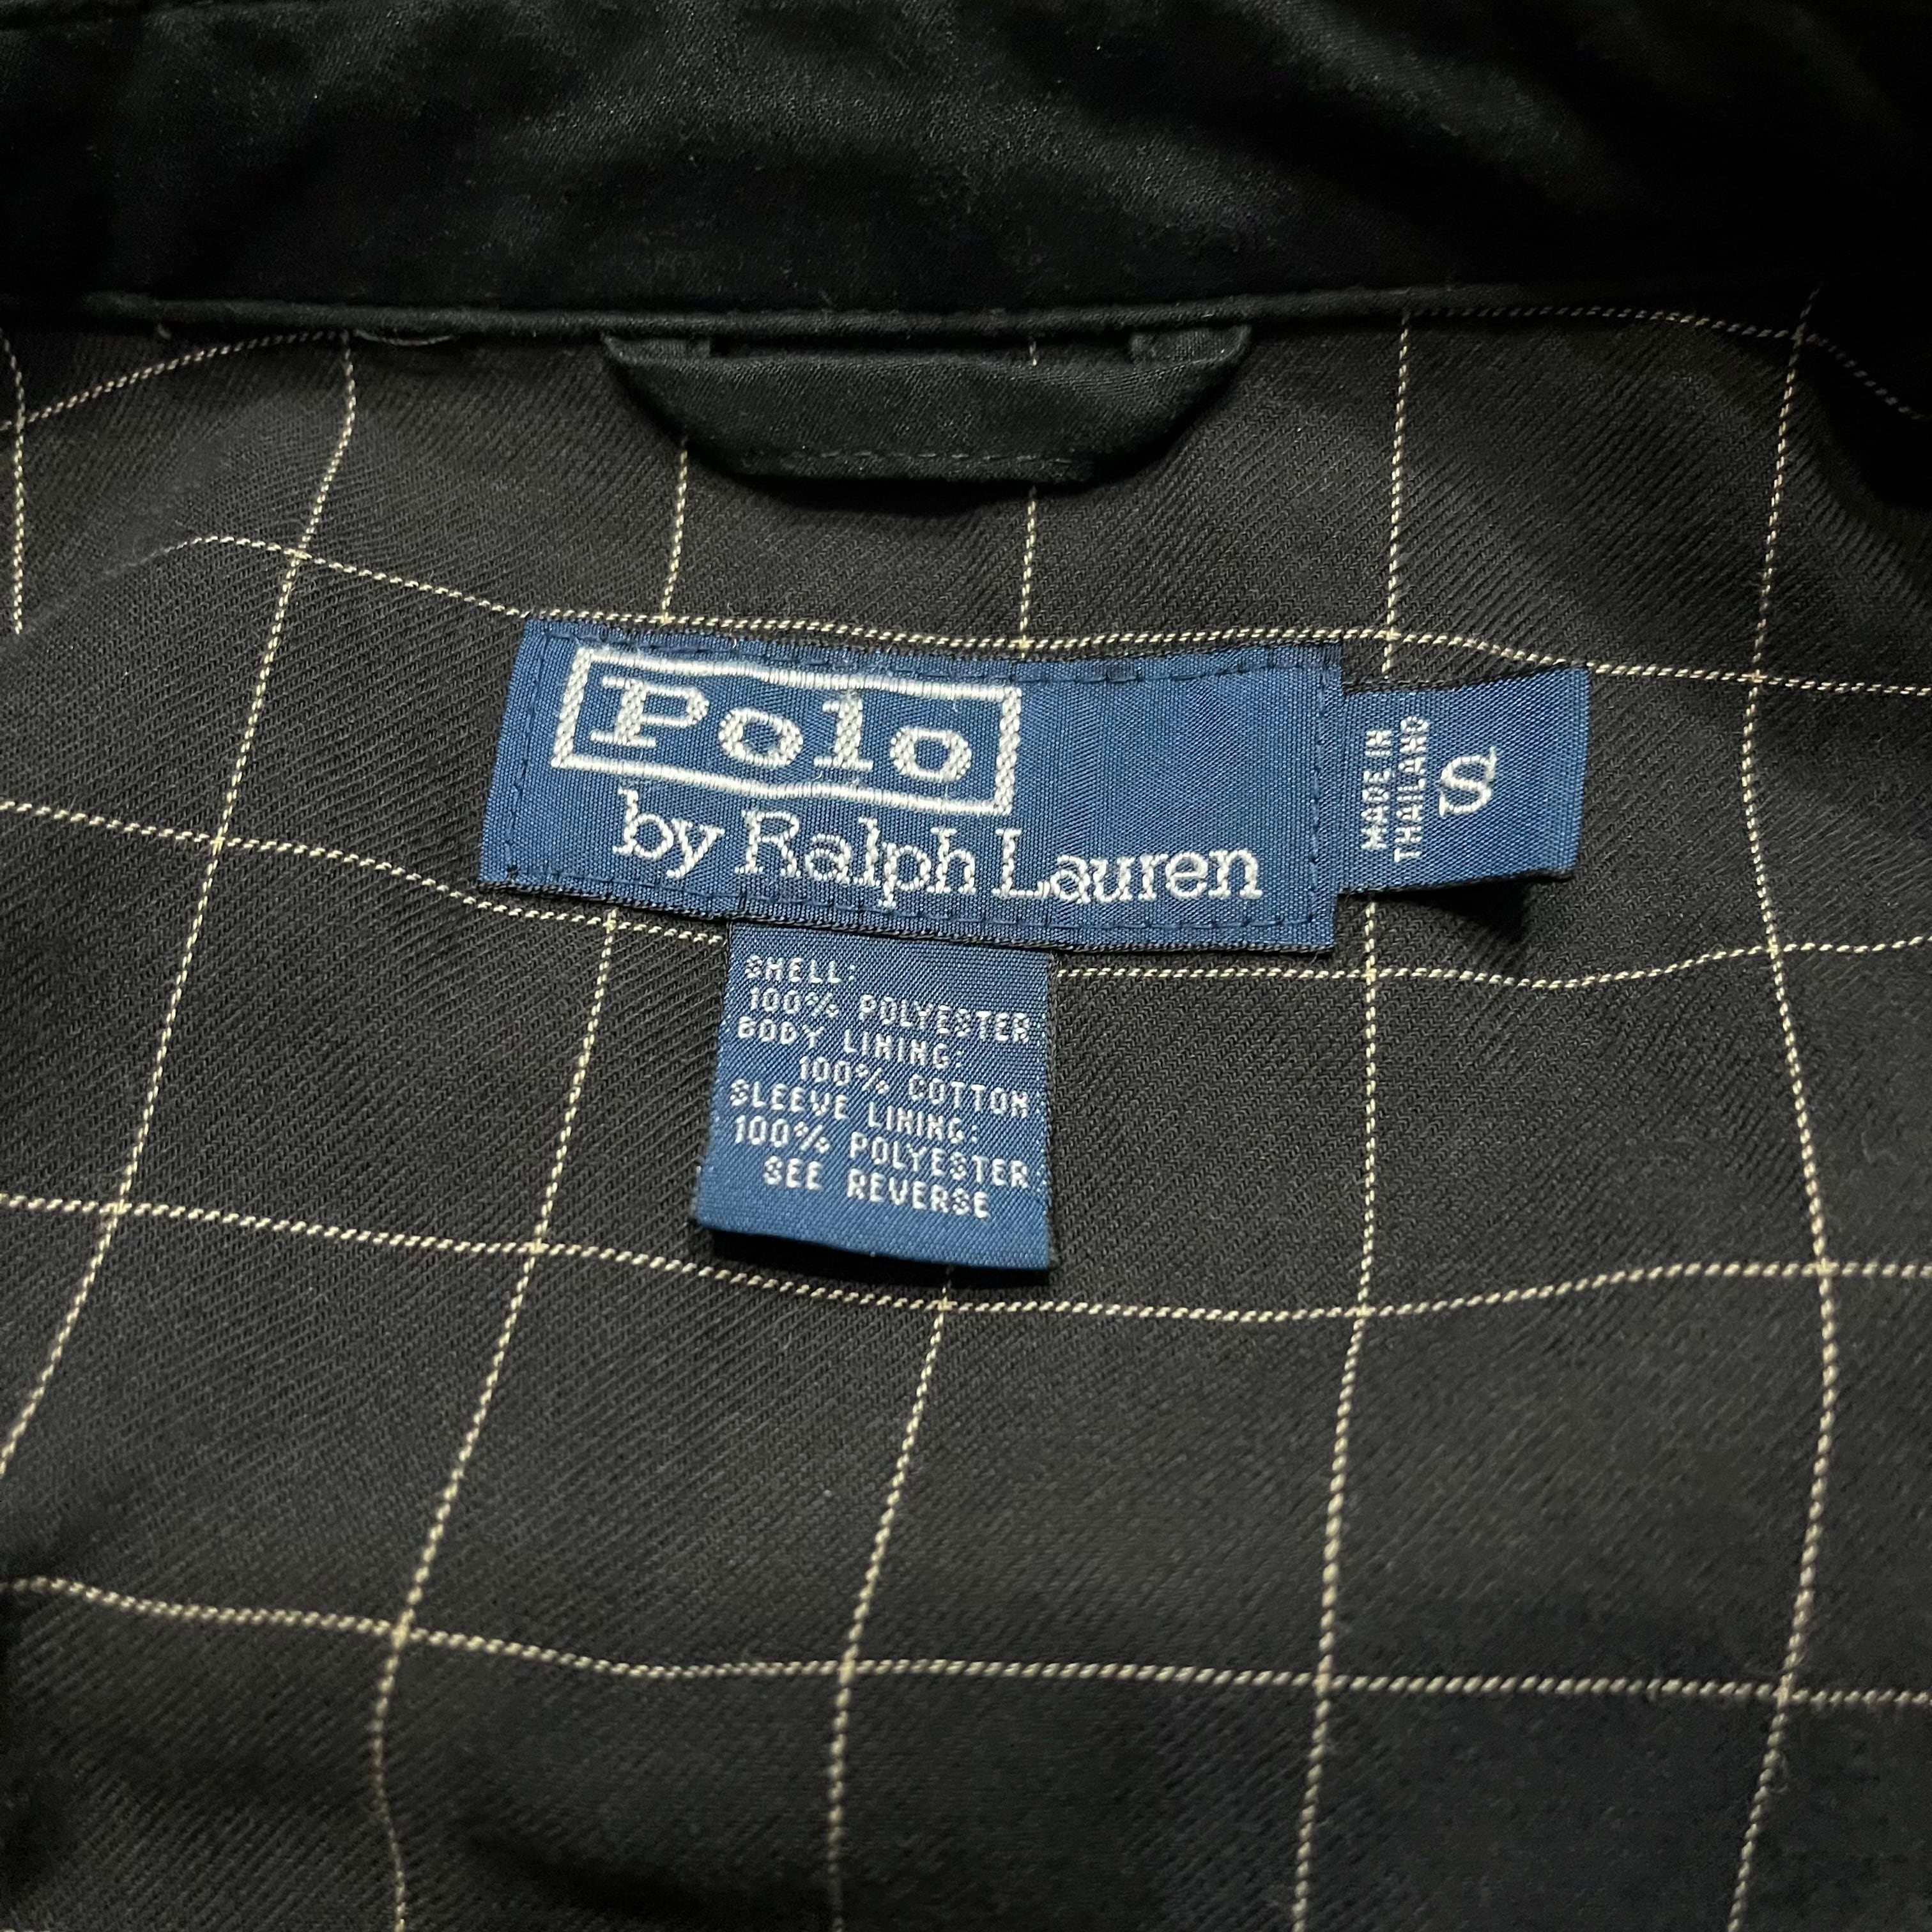 Polo
by Ralph Lauren
MADE IN
THAILAND
S
SHELL:
100% POLYESTER
BODY LINING:
100% COTTON
SLEEVE LINING:
100% POLYESTER
SEE REVERSE